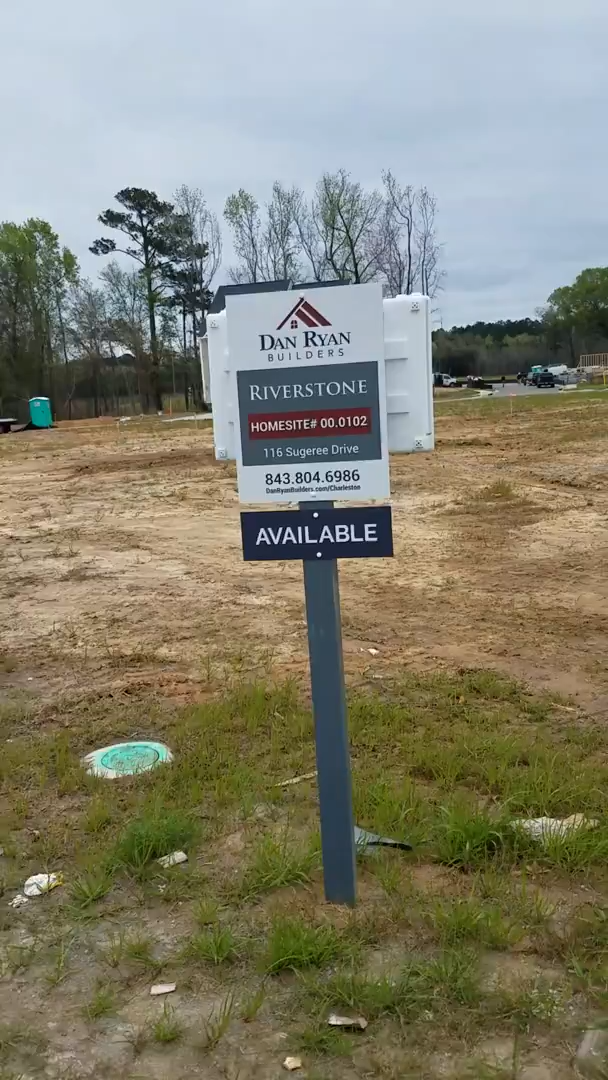 DAN RYAN
BUILDERS
RIVERSTONE
HOMESITE# 00.0102
116 Sugeree Drive
843.804.6986
DanRyanBuilders.com/Charleston
AVAILABLE